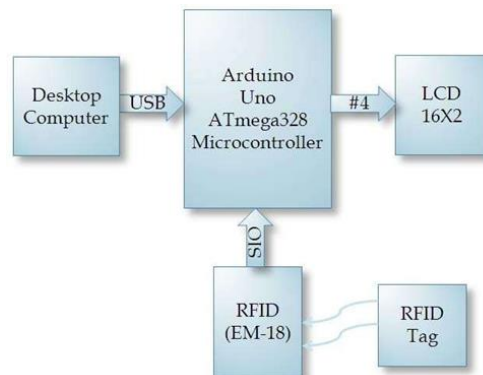 Desktop
Computer
USB
Arduino
Uno
ATmega328
Microcontroller
#4
LCD
16X2
SIO
RFID
(EM-18)
RFID
Tag